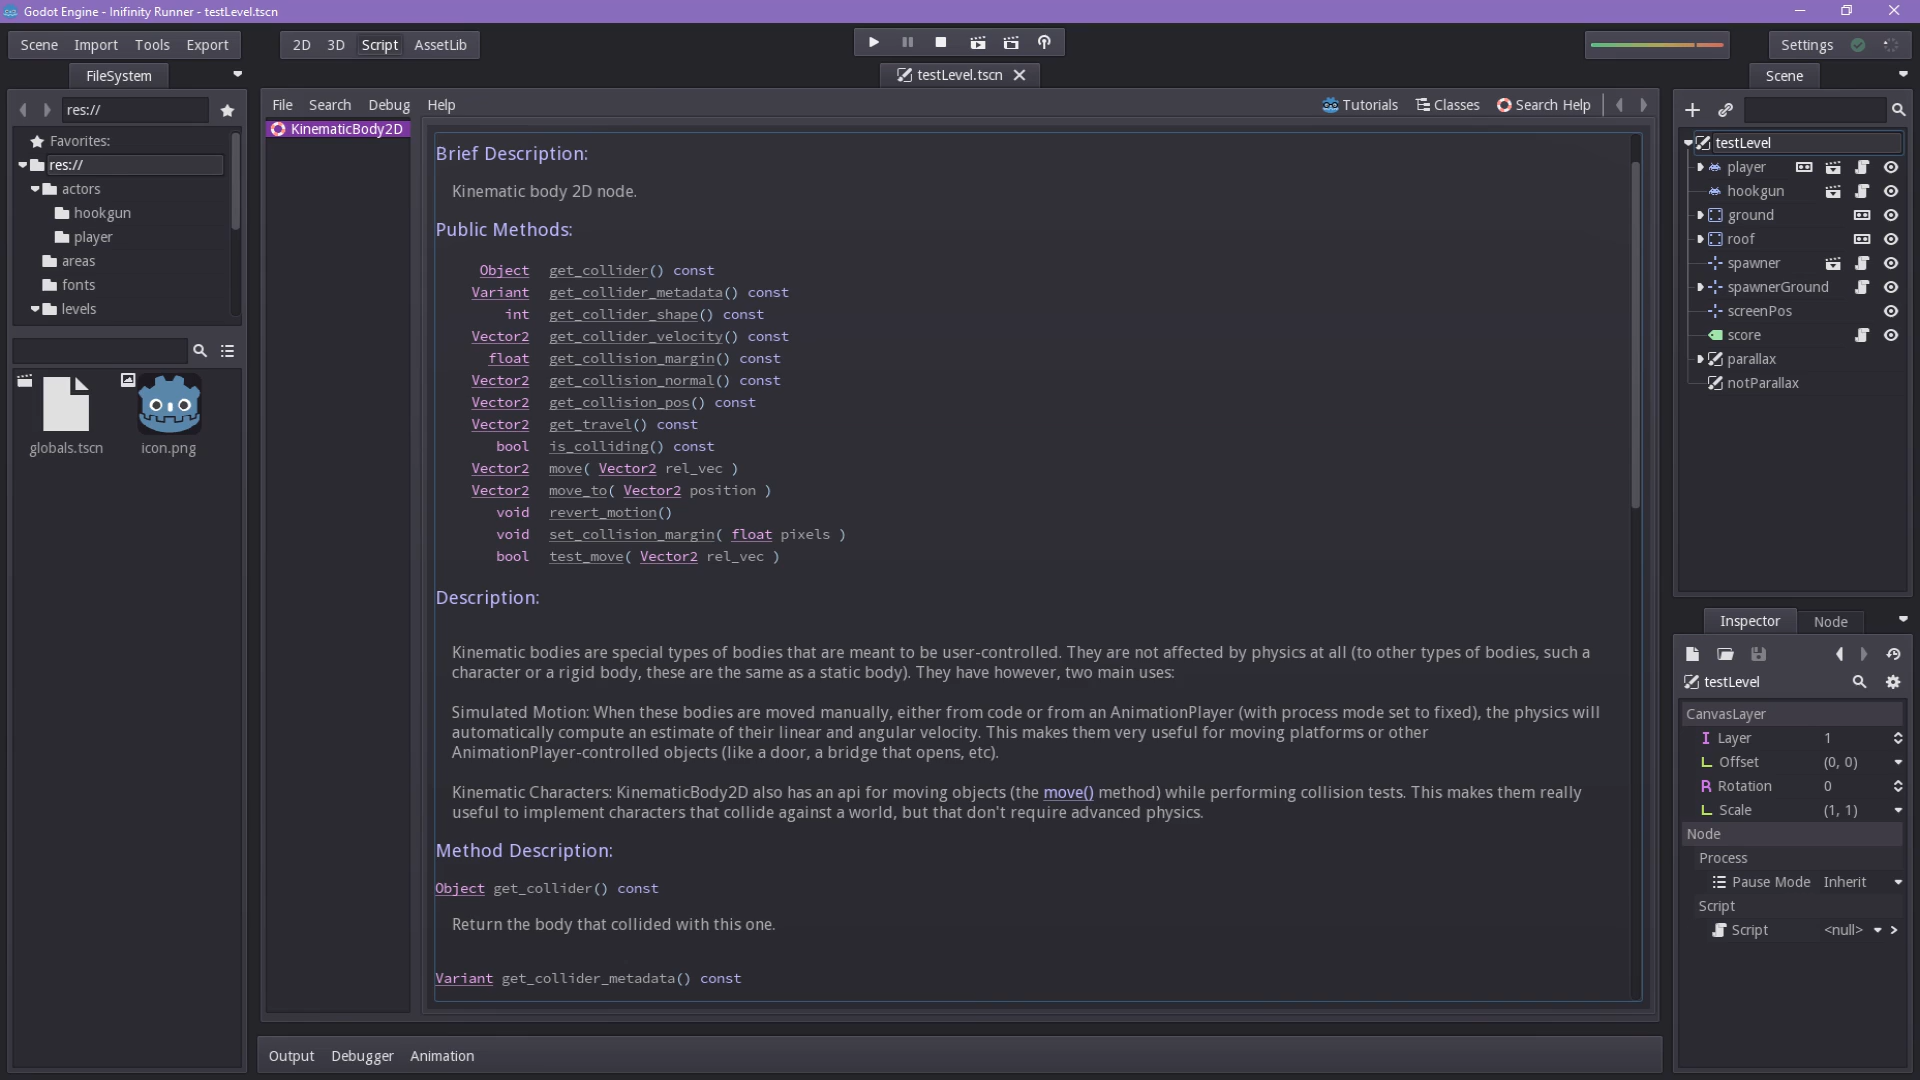 Godot Engine - Inifinity Runner - testLevel.tscn
Scene Import Tools Export
2D 3D Script AssetLib
Settings
FileSystem
testLevel.tscn
Scene
res://
Favorites:
res://
actors
hookgun
player
areas
fonts
levels
globals.tscn
icon.png
File Search Debug Help
Tutorials Classes Search Help
KinematicBody2D
Brief Description:
Kinematic body 2D node.
Public Methods:
Object get_collider() const
Variant get_collider_metadata() const
int get_collider_shape() const
Vector2 get_collider_velocity() const
float get_collision_margin() const
Vector2 get_collision_normal() const
Vector2 get_collision_pos() const
Vector2 get_travel() const
bool is_colliding() const
Vector2 move( Vector2 rel_vec )
Vector2 move_to( Vector2 position )
void revert_motion()
void set_collision_margin( float pixels )
bool test_move( Vector2 rel_vec )
Description:
Kinematic bodies are special types of bodies that are meant to be user-controlled. They are not affected by physics at all (to other types of bodies, such a
character or a rigid body, these are the same as a static body). They have however, two main uses:
Simulated Motion: When these bodies are moved manually, either from code or from an AnimationPlayer (with process mode set to fixed), the physics will
automatically compute an estimate of their linear and angular velocity. This makes them very useful for moving platforms or other
AnimationPlayer-controlled objects (like a door, a bridge that opens, etc).
Kinematic Characters: KinematicBody2D also has an api for moving objects (the move() method) while performing collision tests. This makes them really
useful to implement characters that collide against a world, but that don't require advanced physics.
Method Description:
Object get_collider() const
Return the body that collided with this one.
Variant get_collider_metadata() const
Output Debugger Animation
testLevel
player
hookgun
ground
roof
spawner
spawnerGround
screenPos
score
parallax
notParallax
Inspector Node
testLevel
CanvasLayer
Layer 1
Offset (0, 0)
Rotation 0
Scale (1, 1)
Node
Process
Pause Mode Inherit
Script
Script <null>